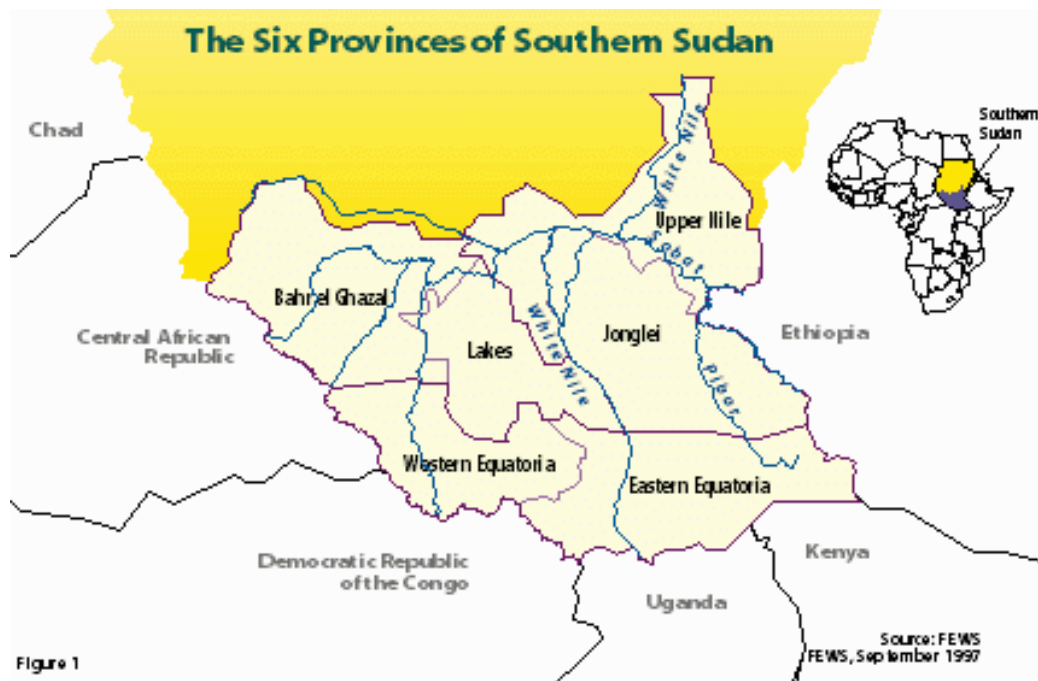 The Six Provinces of Southern Sudan
Chad
Southern
Sudan
White Nile
Upper Nile
Sobat
Bahr el Ghazal
Central African
Republic
Lakes
White Nile
Jonglei
Ethiopia
Pibor
Western Equatoria
Eastern Equatoria
Democratic Republic
of the Congo
Kenya
Uganda
Source: FEWS
FEWS, September 1997
Figure 1